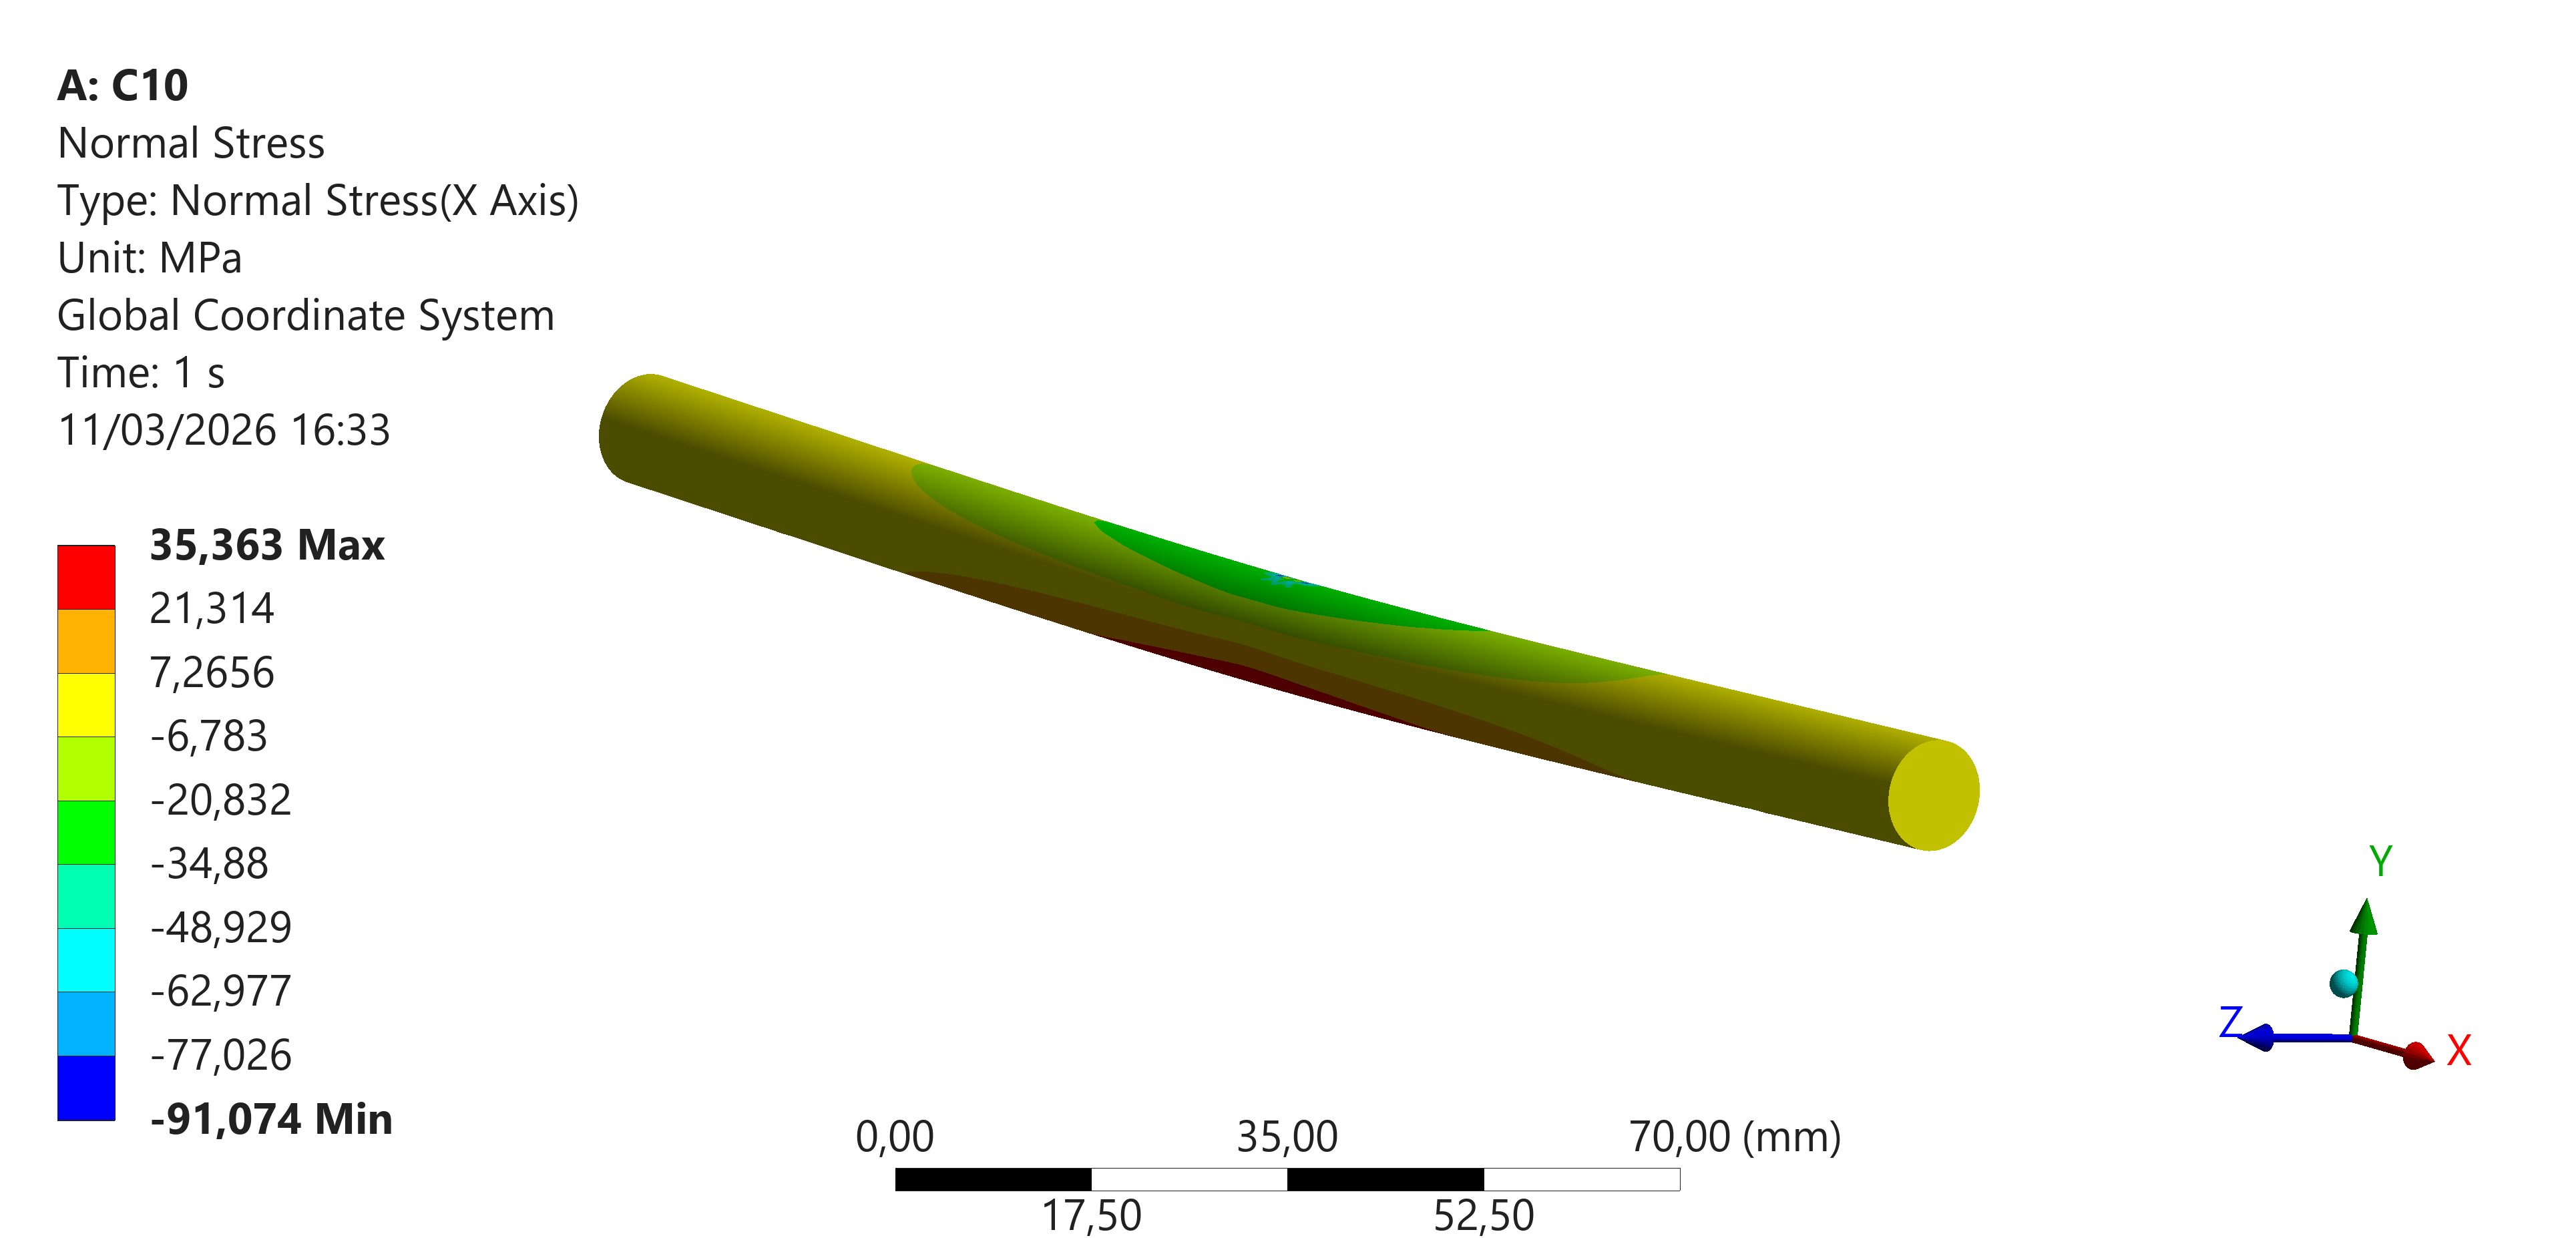 A: C10
Normal Stress
Type: Normal Stress(X Axis)
Unit: MPa
Global Coordinate System
Time: 1 s
11/03/2026 16:33
35,363 Max
21,314
7,2656
-6,783
-20,832
-34,88
-48,929
-62,977
-77,026
-91,074 Min
0,00 35,00 70,00 (mm)
17,50 52,50
Y
Z X